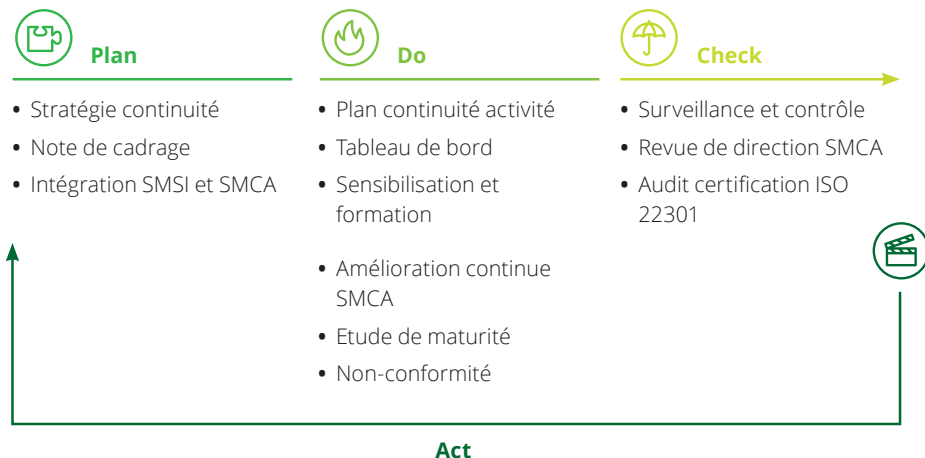 Plan
• Stratégie continuité
• Note de cadrage
• Intégration SMSI et SMCA
Do
• Plan continuité activité
• Tableau de bord
• Sensibilisation et
formation
Check
• Surveillance et contrôle
• Revue de direction SMCA
• Audit certification ISO
22301
• Amélioration continue
SMCA
• Etude de maturité
• Non-conformité
Act